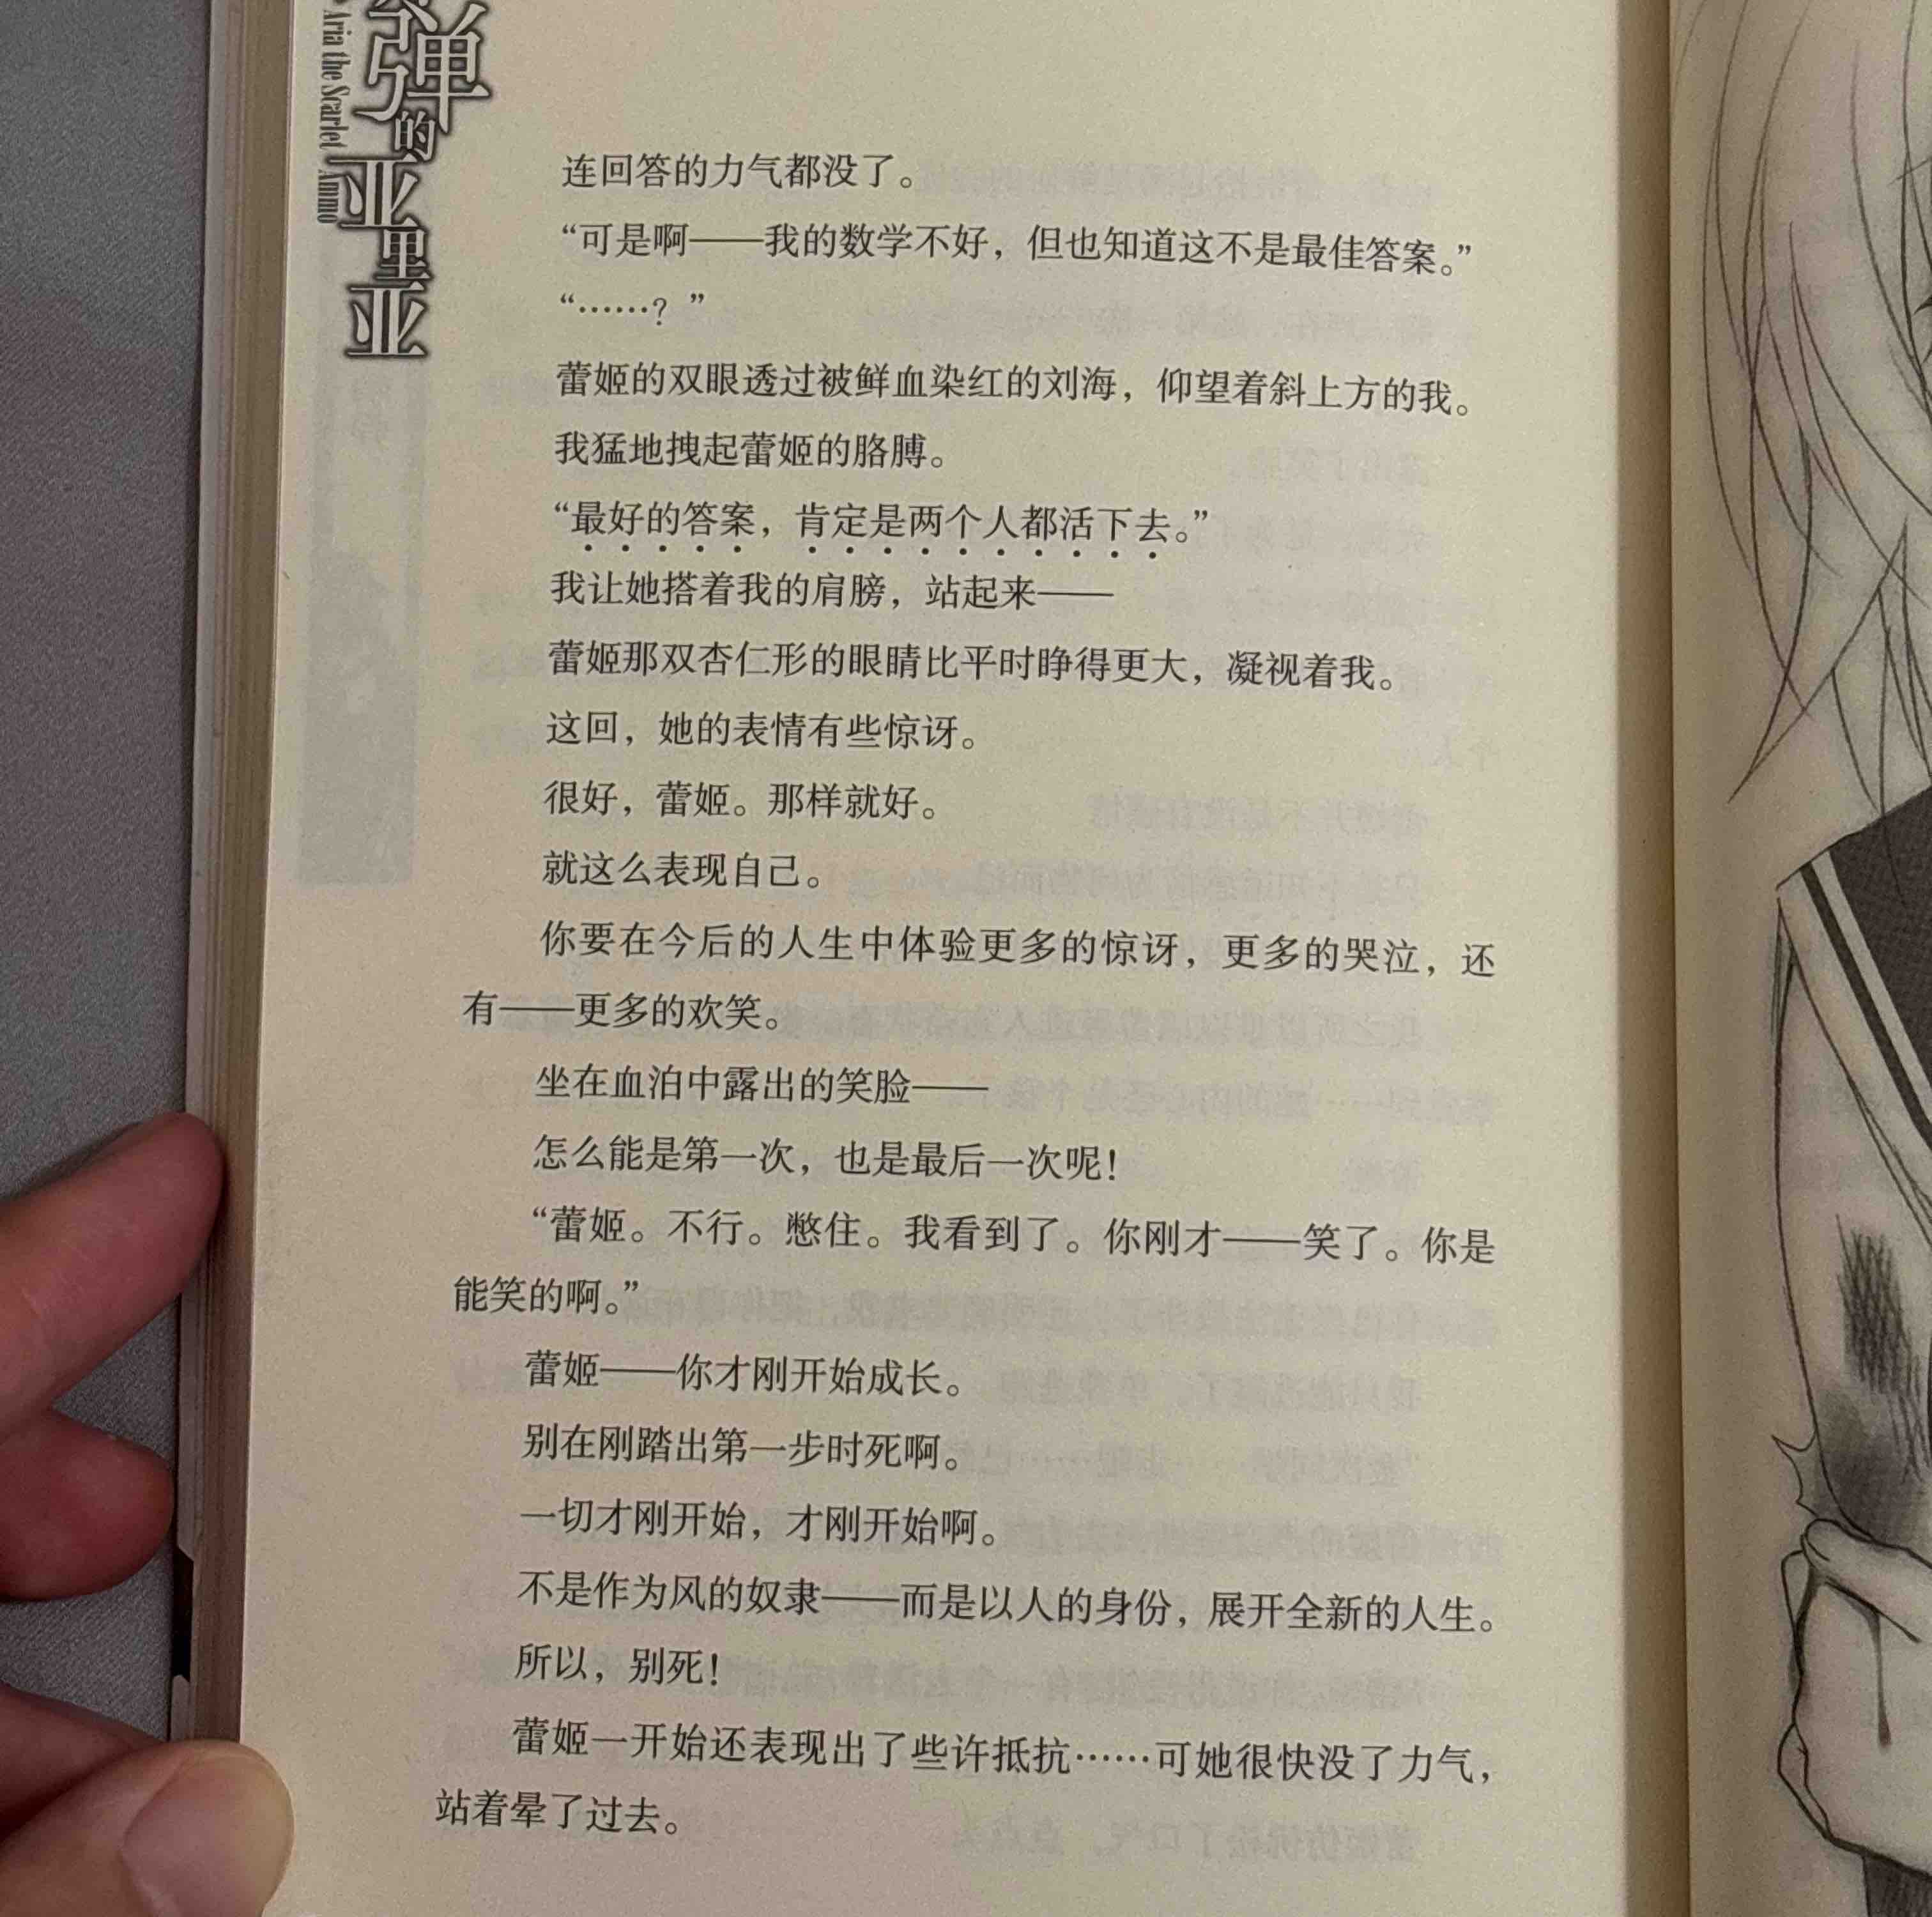 弹的亚里亚
Aria the Scarlet Ammo
连回答的力气都没了。
“可是啊——我的数学不好，但也知道这不是最佳答案。”
“……？”
蕾姬的双眼透过被鲜血染红的刘海，仰望着斜上方的我。
我猛地拽起蕾姬的胳膊。
“最好的答案，肯定是两个人都活下去。”
我让她搭着我的肩膀，站起来——
蕾姬那双杏仁形的眼睛比平时睁得更大，凝视着我。
这回，她的表情有些惊讶。
很好，蕾姬。那样就好。
就这么表现自己。
你要在今后的人生中体验更多的惊讶，更多的哭泣，还
有——更多的欢笑。
坐在血泊中露出的笑脸——
怎么能是第一次，也是最后一次呢！
“蕾姬。不行。憋住。我看到了。你刚才——笑了。你是
能笑的啊。”
蕾姬——你才刚开始成长。
别在刚踏出第一步时死啊。
一切才刚开始，才刚开始啊。
不是作为风的奴隶——而是以人的身份，展开全新的人生。
所以，别死！
蕾姬一开始还表现出了些许抵抗……可她很快没了力气，
站着晕了过去。